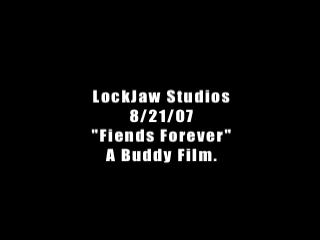 LockJaw Studios
8/21/07
"Fiends Forever"
A Buddy Film.